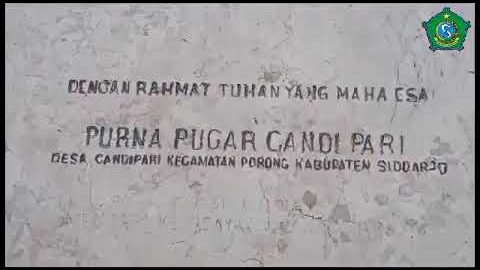 DENGAN RAHMAT TUHAN YANG MAHA ESA
PURNA PUGAR CANDI PARI
DESA CANDIPARI KECAMATAN PORONG KABUPATEN SIDOARJO